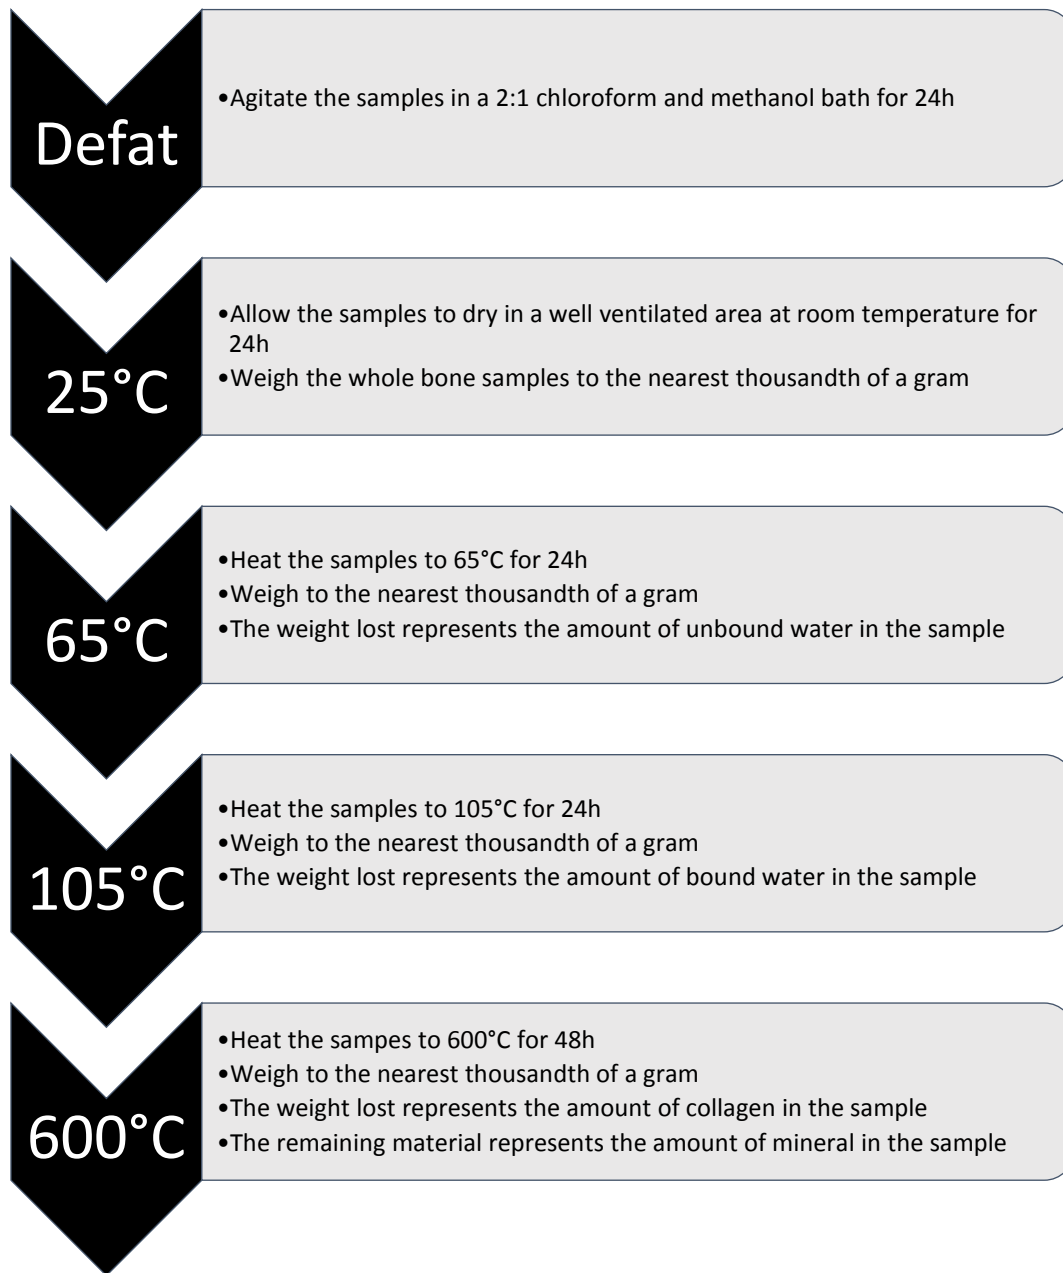 Defat
•Agitate the samples in a 2:1 chloroform and methanol bath for 24h
25°C
•Allow the samples to dry in a well ventilated area at room temperature for
24h
•Weigh the whole bone samples to the nearest thousandth of a gram
65°C
•Heat the samples to 65°C for 24h
•Weigh to the nearest thousandth of a gram
•The weight lost represents the amount of unbound water in the sample
105°C
•Heat the samples to 105°C for 24h
•Weigh to the nearest thousandth of a gram
•The weight lost represents the amount of bound water in the sample
600°C
•Heat the sampes to 600°C for 48h
•Weigh to the nearest thousandth of a gram
•The weight lost represents the amount of collagen in the sample
•The remaining material represents the amount of mineral in the sample